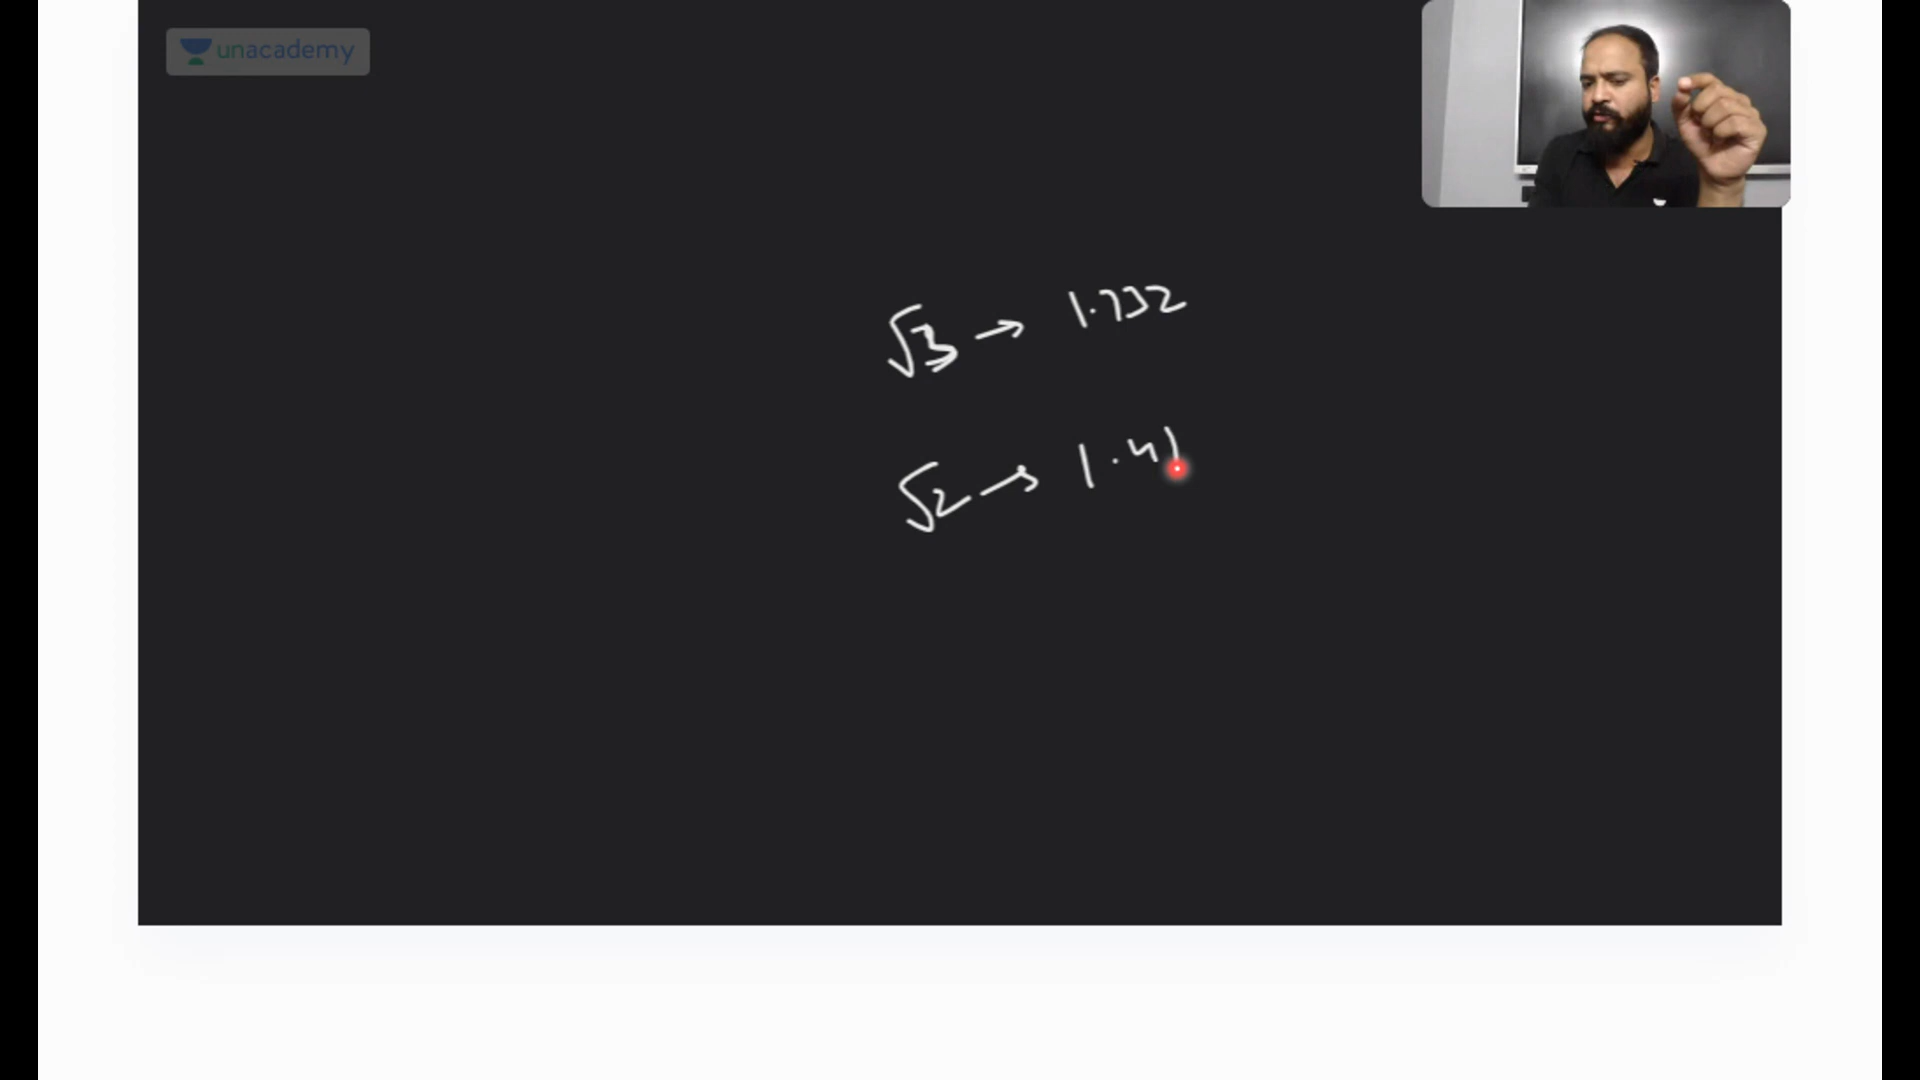 unacademy
√3 → 1.732
√2 → 1.41